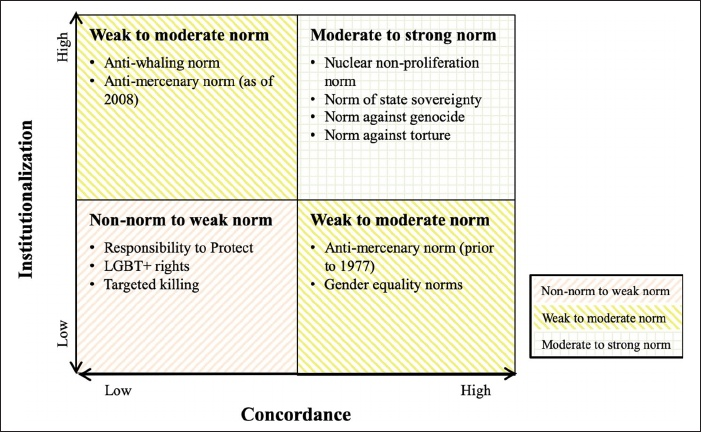 High
Institutionalization
Low
Weak to moderate norm
• Anti-whaling norm
• Anti-mercenary norm (as of
2008)
Moderate to strong norm
• Nuclear non-proliferation
norm
• Norm of state sovereignty
• Norm against genocide
• Norm against torture
Non-norm to weak norm
• Responsibility to Protect
• LGBT+ rights
• Targeted killing
Weak to moderate norm
• Anti-mercenary norm (prior
to 1977)
• Gender equality norms
Non-norm to weak norm
Weak to moderate norm
Moderate to strong norm
Low
High
Concordance